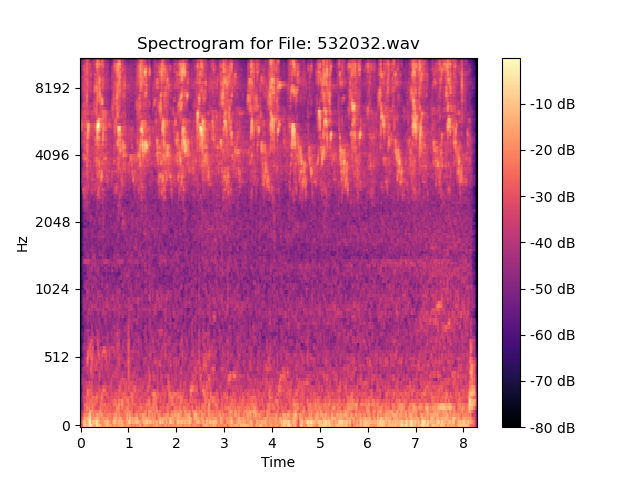 Spectrogram for File: 532032.wav
8192
4096
2048
1024
512
0
Hz
0 1 2 3 4 5 6 7 8
Time
-10 dB
-20 dB
-30 dB
-40 dB
-50 dB
-60 dB
-70 dB
-80 dB